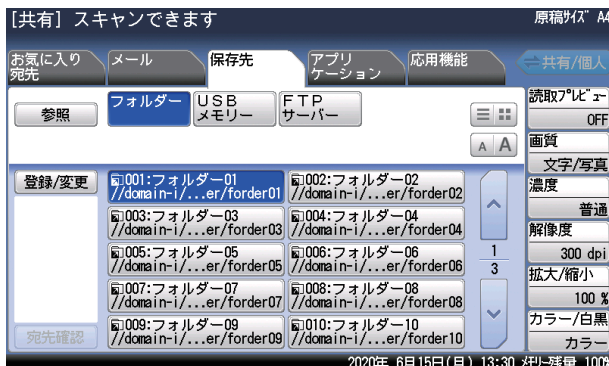 [共有] スキャンできます
原稿サイズ A4
お気に入り
宛先
メール
保存先
アプリ
ケーション
応用機能
共有/個人
参照
フォルダー
USB
メモリー
FTP
サーバー
A A
読取プレビュー
OFF
画質
文字/写真
濃度
普通
解像度
300 dpi
拡大/縮小
100 %
カラー/白黒
カラー
登録/変更
001:フォルダー01
//domain-i/...er/forder01
002:フォルダー02
//domain-i/...er/forder02
003:フォルダー03
//domain-i/...er/forder03
004:フォルダー04
//domain-i/...er/forder04
005:フォルダー05
//domain-i/...er/forder05
006:フォルダー06
//domain-i/...er/forder06
007:フォルダー07
//domain-i/...er/forder07
008:フォルダー08
//domain-i/...er/forder08
009:フォルダー09
//domain-i/...er/forder09
010:フォルダー10
//domain-i/...er/forder10
1
3
宛先確認
2020年 6月15日(月) 13:30 メモリー残量 100%